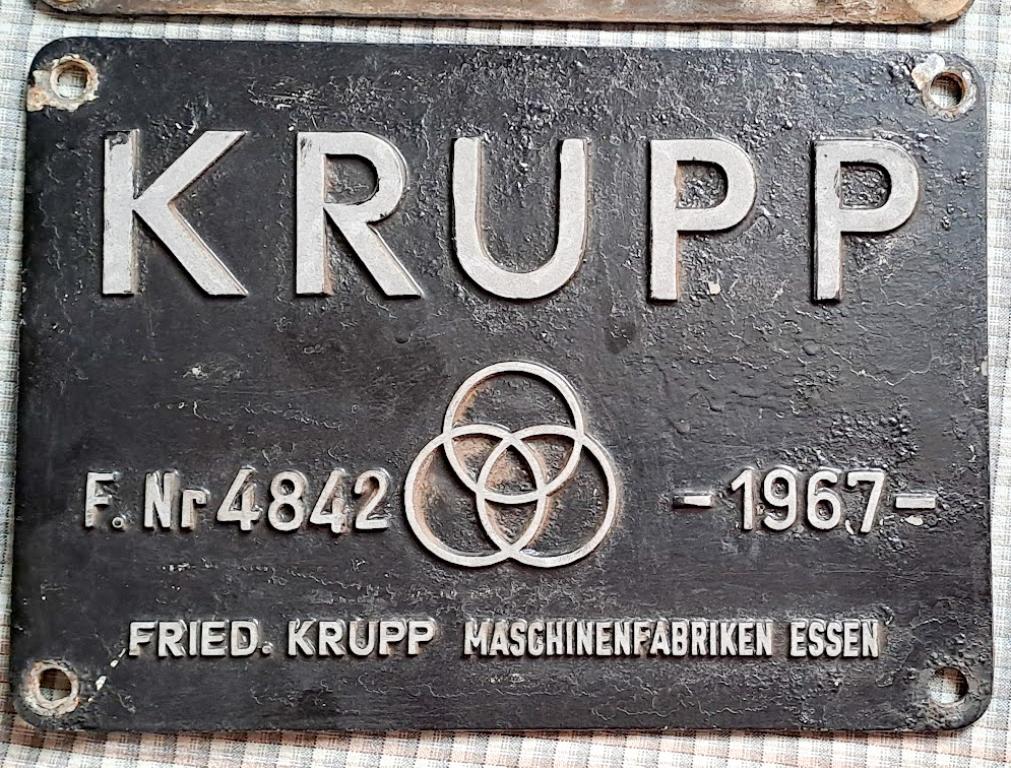 KRUPP
F. Nr 4842 - 1967 -
FRIED. KRUPP MASCHINENFABRIKEN ESSEN